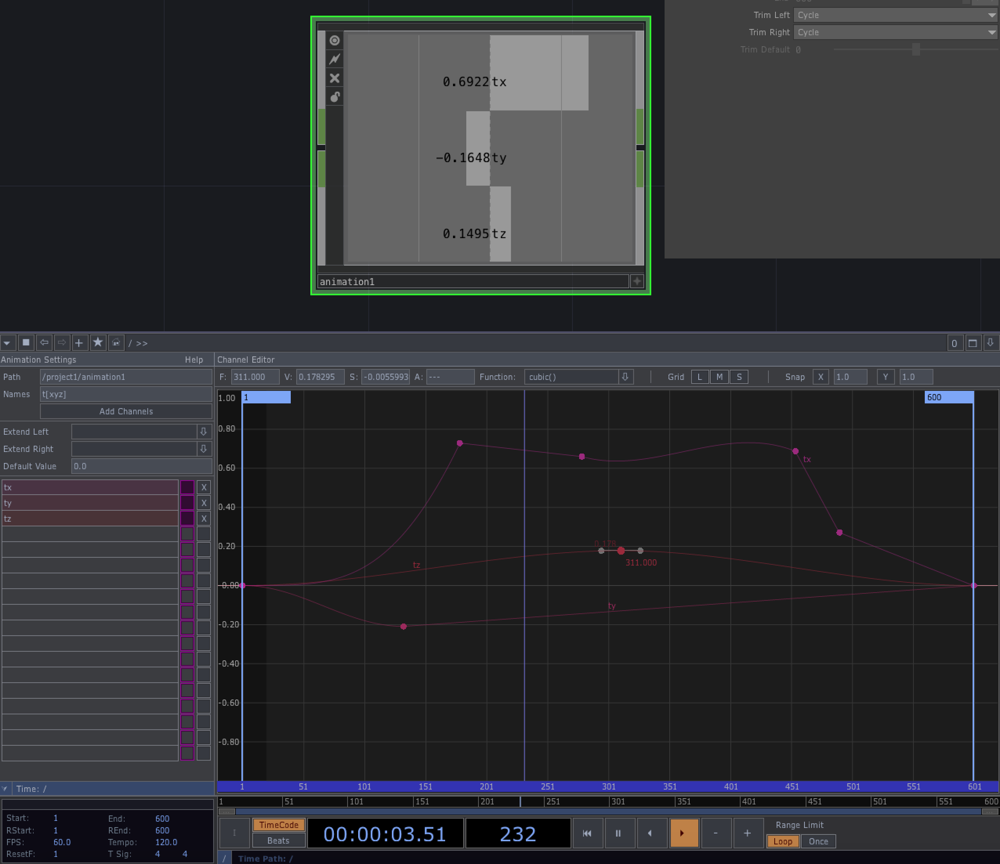 Trim Left Cycle
Trim Right Cycle
Trim Default 0
0.6922 tx
-0.1648 ty
0.1495 tz
animation1
/ >>
0
Animation Settings Help
Channel Editor
Path /project1/animation1
F: 311.000 V: 0.178295 S: -0.0055993 A: --- Function: cubic() Grid L M S Snap X 1.0 Y 1.0
Names t[xyz]
Add Channels
Extend Left
Extend Right
Default Value 0.0
tx X
ty X
tz X
1 600
1.00
0.80
0.60
0.40
0.20
0.00
-0.20
-0.40
-0.60
-0.80
tx
0.178
311.000
tz
ty
1 51 101 151 201 251 301 351 401 451 501 551 601
Time: /
1 51 101 151 201 251 301 351 401 451 501 551 600
Start: 1 End: 600
RStart: 1 REnd: 600
FPS: 60.0 Tempo: 120.0
ResetF: 1 T Sig: 4 4
I
TimeCode
Beats
00:00:03.51
232
- +
Range Limit
Loop Once
/ Time Path: /